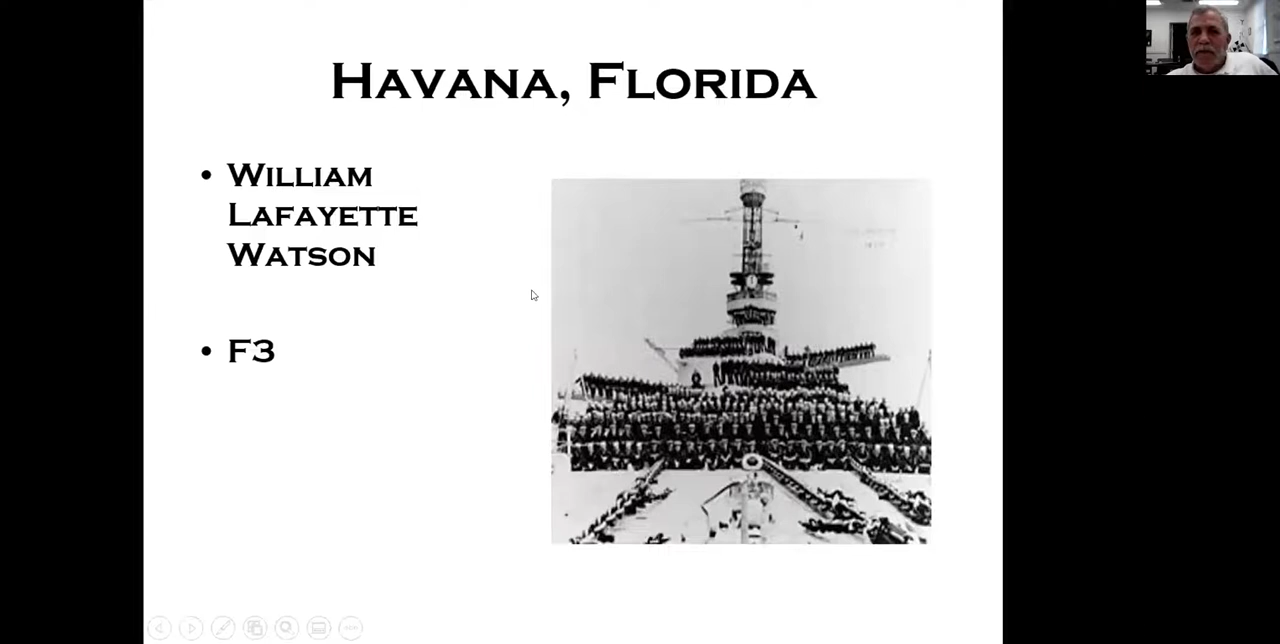 Havana, Florida
• William
Lafayette
Watson
• F3